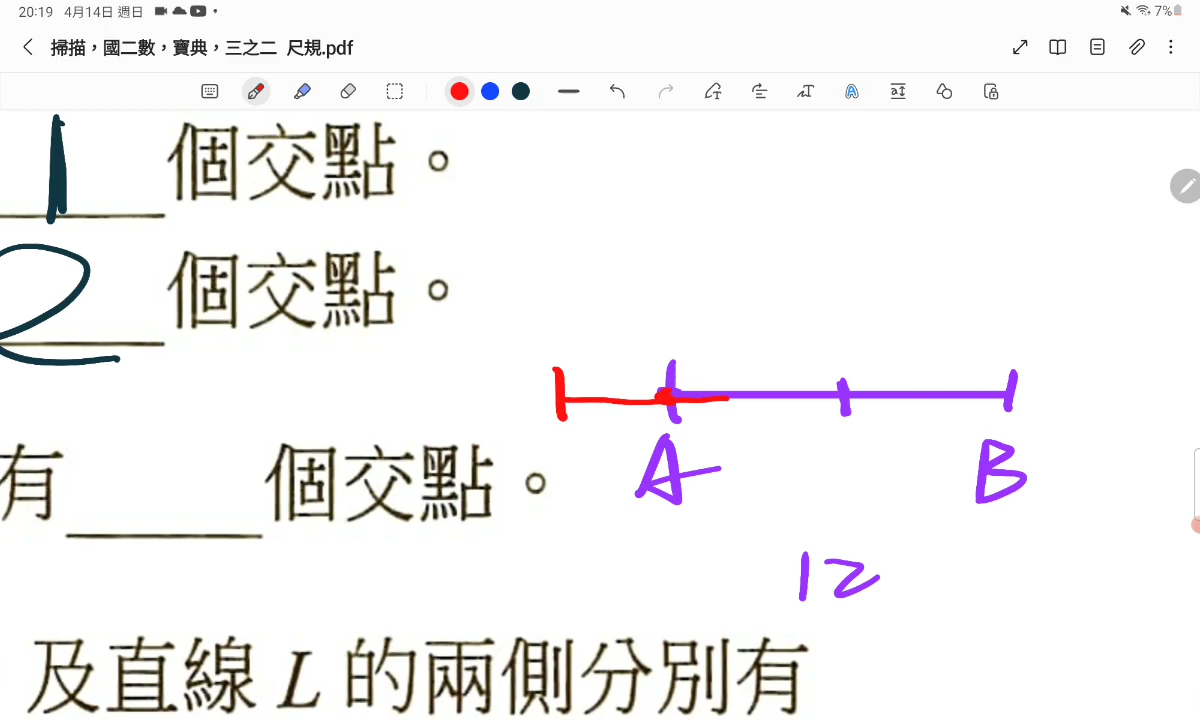 20:19 4月14日 週日
7%
掃描，國二數，寶典，三之二 尺規.pdf
1 個交點。
2 個交點。
A B
有 個交點。
12
及直線 L 的兩側分別有